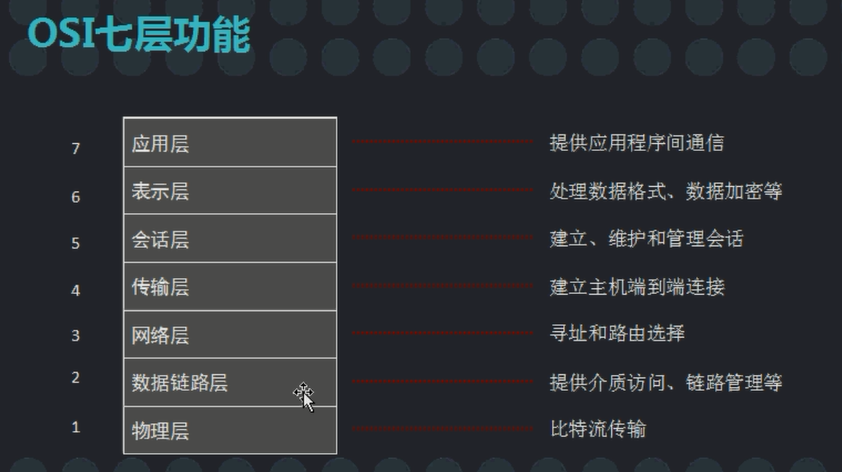 OSI七层功能
7 应用层 提供应用程序间通信
6 表示层 处理数据格式、数据加密等
5 会话层 建立、维护和管理会话
4 传输层 建立主机端到端连接
3 网络层 寻址和路由选择
2 数据链路层 提供介质访问、链路管理等
1 物理层 比特流传输